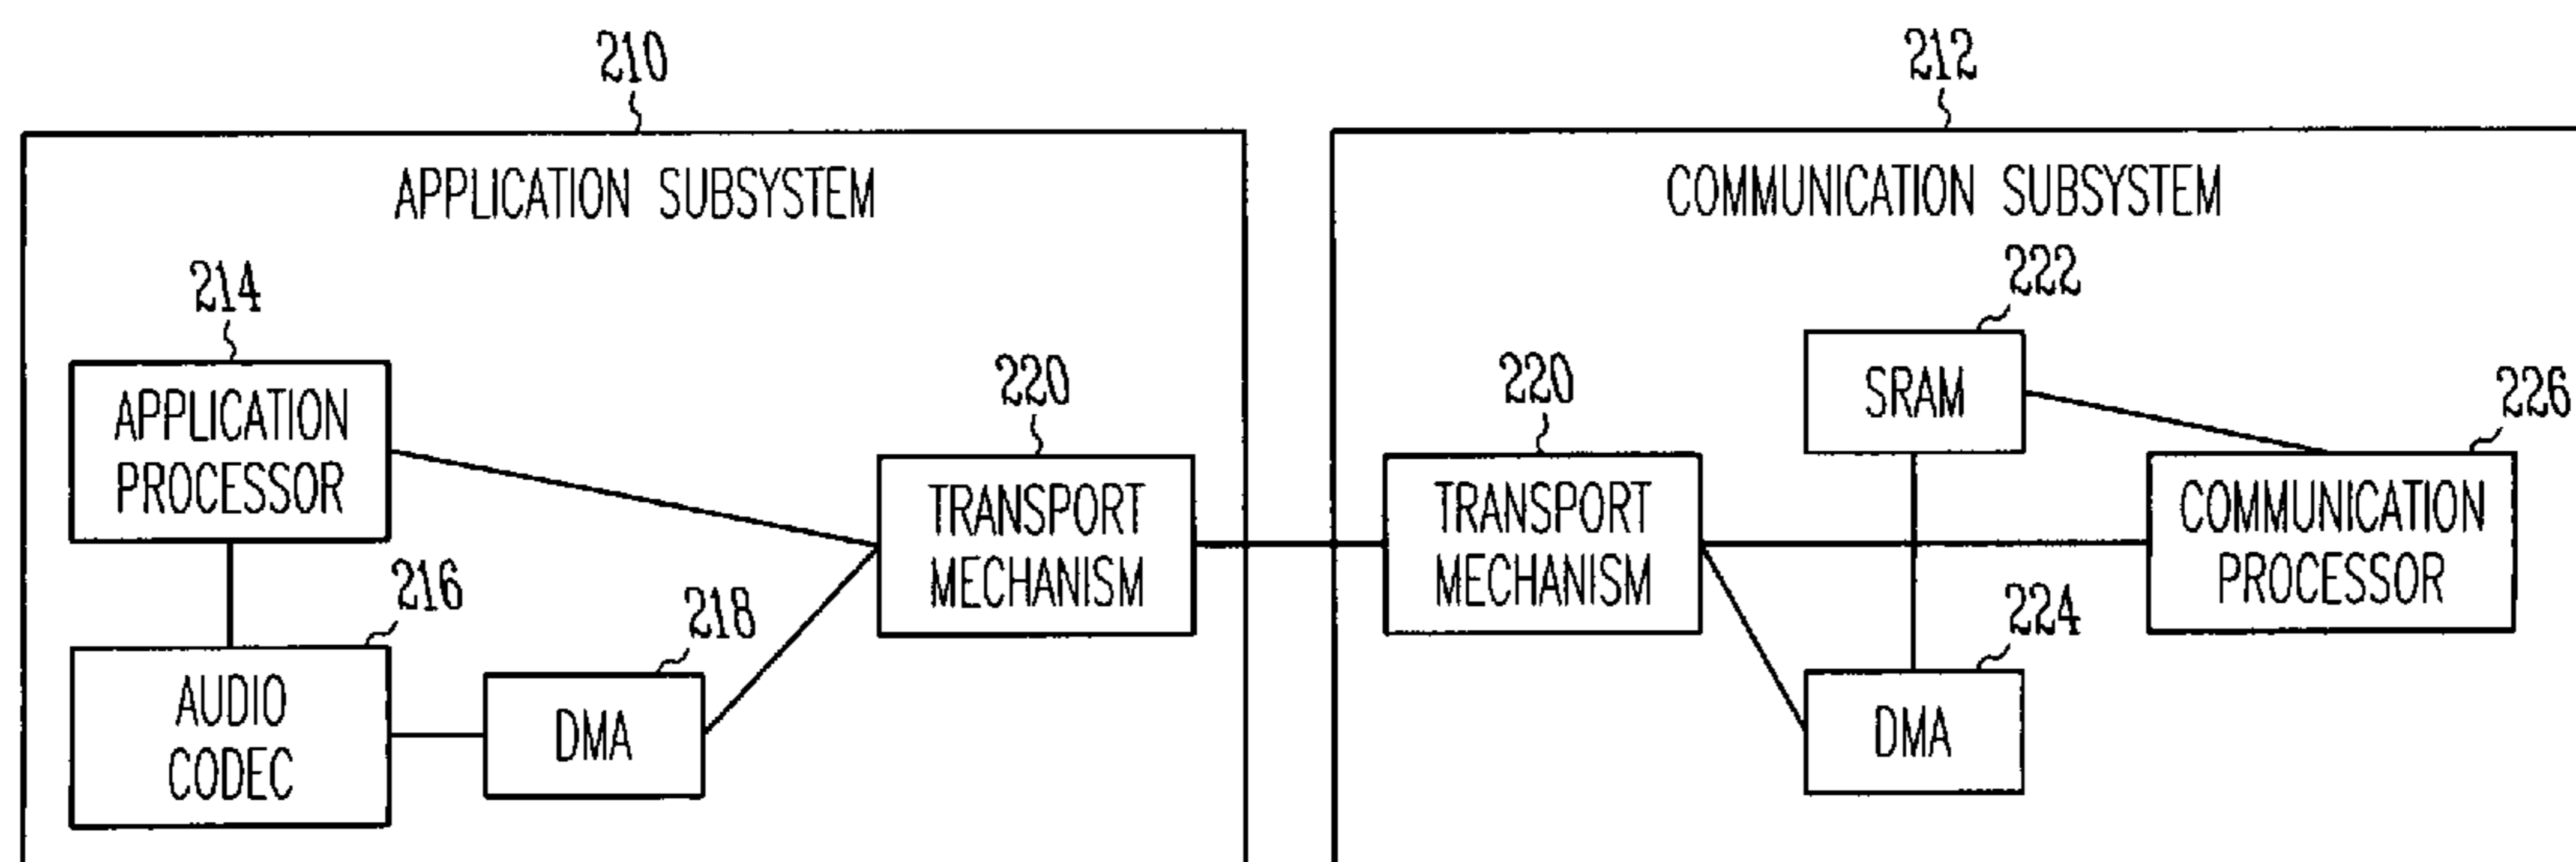 210
212
APPLICATION SUBSYSTEM
COMMUNICATION SUBSYSTEM
214
APPLICATION
PROCESSOR
216
AUDIO
CODEC
218
DMA
220
TRANSPORT
MECHANISM
220
TRANSPORT
MECHANISM
222
SRAM
224
DMA
226
COMMUNICATION
PROCESSOR